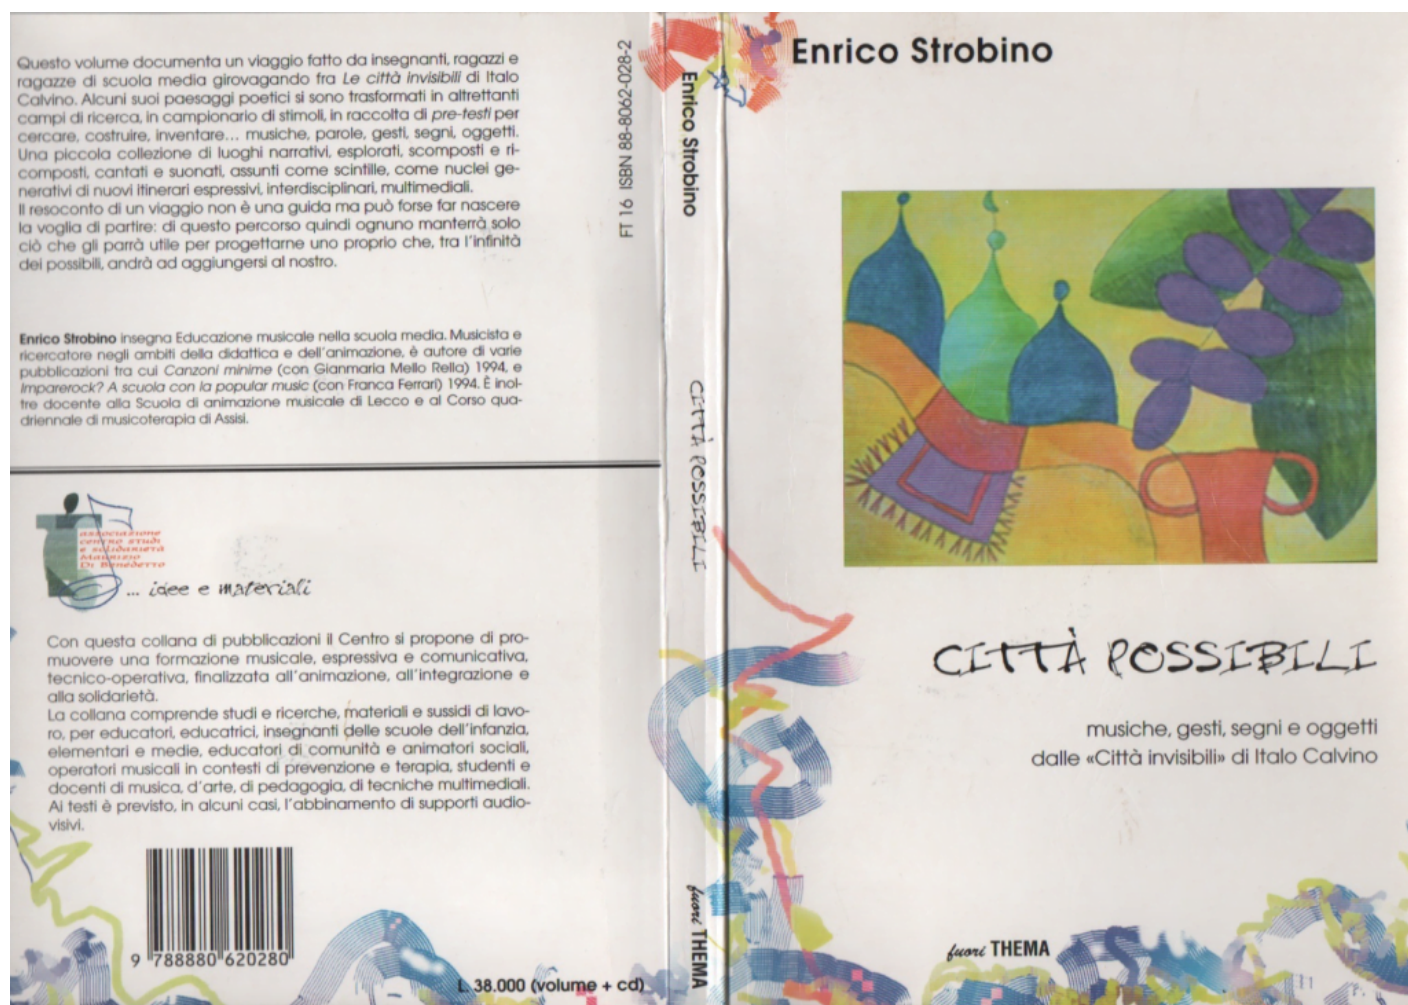 Questo volume documenta un viaggio fatto da insegnanti, ragazzi e
ragazze di scuola media girovagando fra Le città invisibili di Italo
Calvino. Alcuni suoi paesaggi poetici si sono trasformati in altrettanti
campi di ricerca, in campionario di stimoli, in raccolta di pre-testi per
cercare, costruire, inventare... musiche, parole, gesti, segni, oggetti.
Una piccola collezione di luoghi narrativi, esplorati, scomposti e ri-
composti, cantati e suonati, assunti come scintille, come nuclei ge-
nerativi di nuovi itinerari espressivi, interdisciplinari, multimediali.
Il resoconto di un viaggio non è una guida ma può forse far nascere
la voglia di partire: di questo percorso quindi ognuno manterrà solo
ciò che gli parrà utile per progettarne uno proprio che, tra l'infinità
dei possibili, andrà ad aggiungersi al nostro.
Enrico Strobino insegna Educazione musicale nella scuola media. Musicista e
ricercatore negli ambiti della didattica e dell'animazione, è autore di varie
pubblicazioni tra cui Canzoni minime (con Gianmaria Mello Rella) 1994, e
Imparerock? A scuola con la popular music (con Franca Ferrari) 1994. È inol-
tre docente alla Scuola di animazione musicale di Lecco e al Corso qua-
driennale di musicoterapia di Assisi.
associazione
centro studi
e solidarietà
Maurizio
Di Benedetto
... idee e materiali
Con questa collana di pubblicazioni il Centro si propone di pro-
muovere una formazione musicale, espressiva e comunicativa,
tecnico-operativa, finalizzata all'animazione, all'integrazione e
alla solidarietà.
La collana comprende studi e ricerche, materiali e sussidi di lavo-
ro, per educatori, educatrici, insegnanti delle scuole dell'infanzia,
elementari e medie, educatori di comunità e animatori sociali,
operatori musicali in contesti di prevenzione e terapia, studenti e
docenti di musica, d'arte, di pedagogia, di tecniche multimediali.
Ai testi è previsto, in alcuni casi, l'abbinamento di supporti audio-
visivi.
9 788880 620280
L. 38.000 (volume + cd)
FT 16 ISBN 88-8062-028-2
Enrico Strobino
CITTÀ POSSIBILI
fuori THEMA
Enrico Strobino
CITTÀ POSSIBILI
musiche, gesti, segni e oggetti
dalle «Città invisibili» di Italo Calvino
fuori THEMA